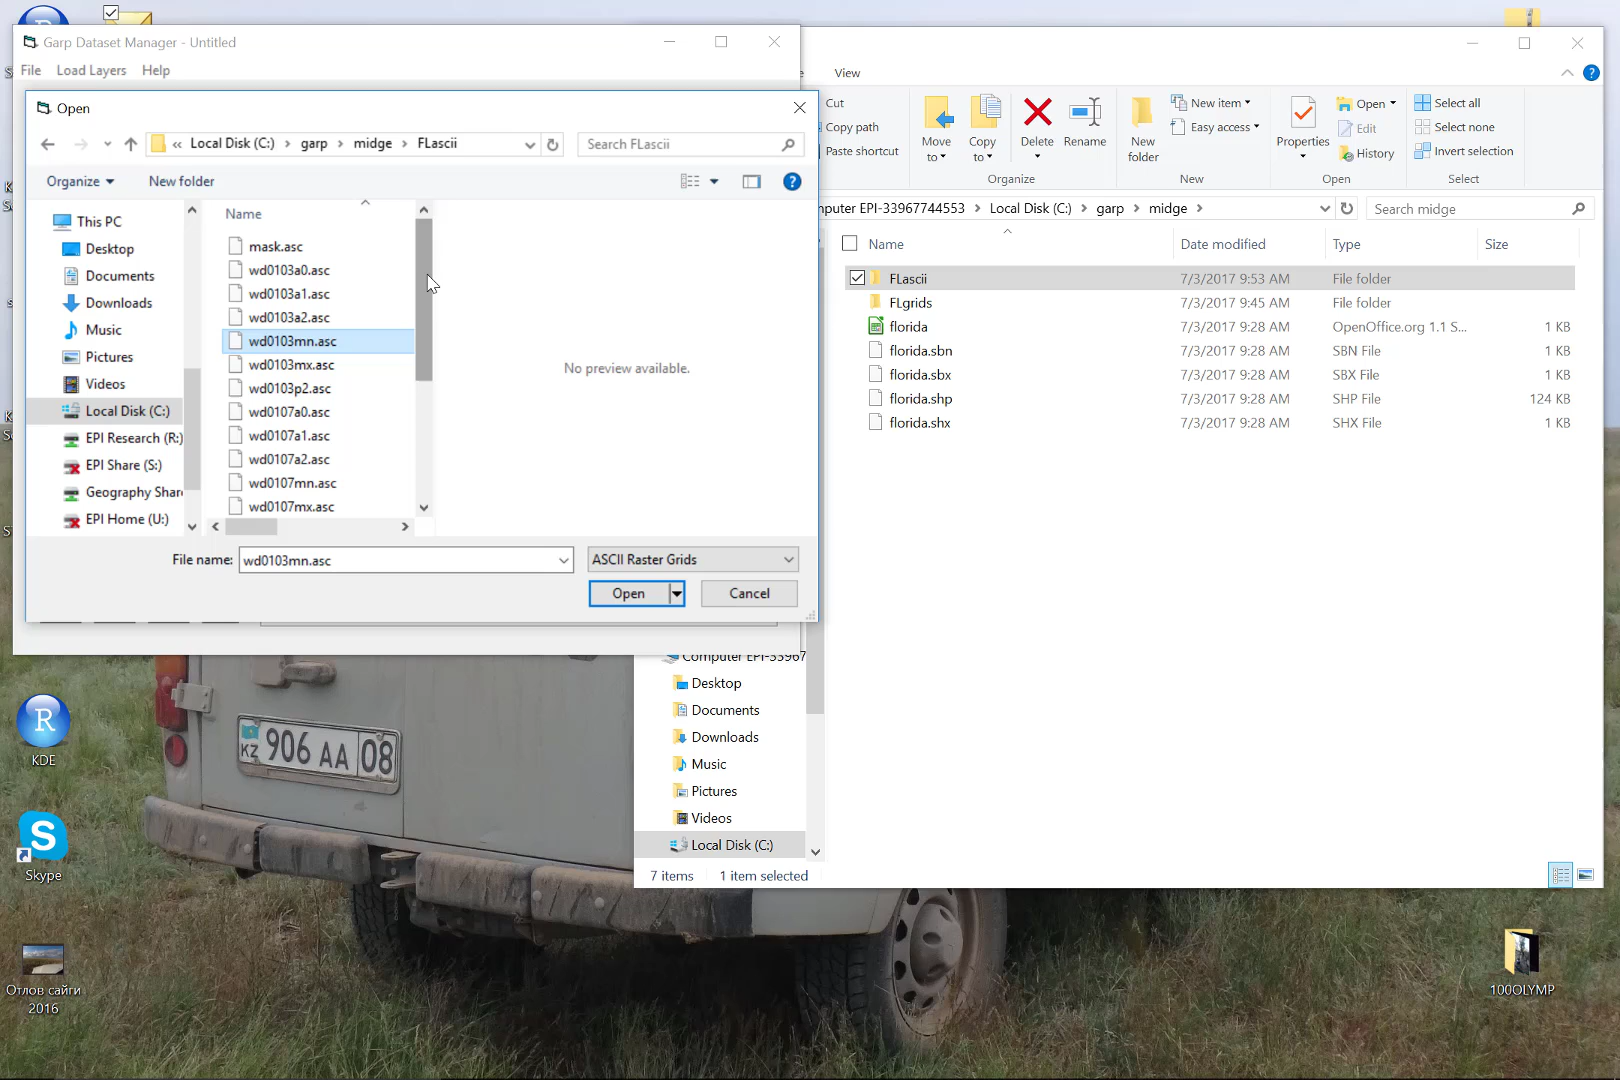 Garp Dataset Manager - Untitled
File Load Layers Help
Open
« Local Disk (C:) › garp › midge › FLascii
Search FLascii
Organize New folder
This PC
Desktop
Documents
Downloads
Music
Pictures
Videos
Local Disk (C:)
EPI Research (R:)
EPI Share (S:)
Geography Shar
EPI Home (U:)
Name
mask.asc
wd0103a0.asc
wd0103a1.asc
wd0103a2.asc
wd0103mn.asc
wd0103mx.asc
wd0103p2.asc
wd0107a0.asc
wd0107a1.asc
wd0107a2.asc
wd0107mn.asc
wd0107mx.asc
No preview available.
File name: wd0103mn.asc
ASCII Raster Grids
Open Cancel
View
Cut
Copy path
Paste shortcut
Move to
Copy to
Delete
Rename
Organize
New folder
New item
Easy access
New
Properties
Open
Edit
History
Open
Select all
Select none
Invert selection
Select
mputer EPI-33967744553 › Local Disk (C:) › garp › midge ›
Search midge
Name Date modified Type Size
FLascii 7/3/2017 9:53 AM File folder
FLgrids 7/3/2017 9:45 AM File folder
florida 7/3/2017 9:28 AM OpenOffice.org 1.1 S... 1 KB
florida.sbn 7/3/2017 9:28 AM SBN File 1 KB
florida.sbx 7/3/2017 9:28 AM SBX File 1 KB
florida.shp 7/3/2017 9:28 AM SHP File 124 KB
florida.shx 7/3/2017 9:28 AM SHX File 1 KB
Computer EPI-33967
Desktop
Documents
Downloads
Music
Pictures
Videos
Local Disk (C:)
7 items 1 item selected
KZ 906 AA 08
R
KDE
S
Skype
Отлов сайги
2016
100OLYMP